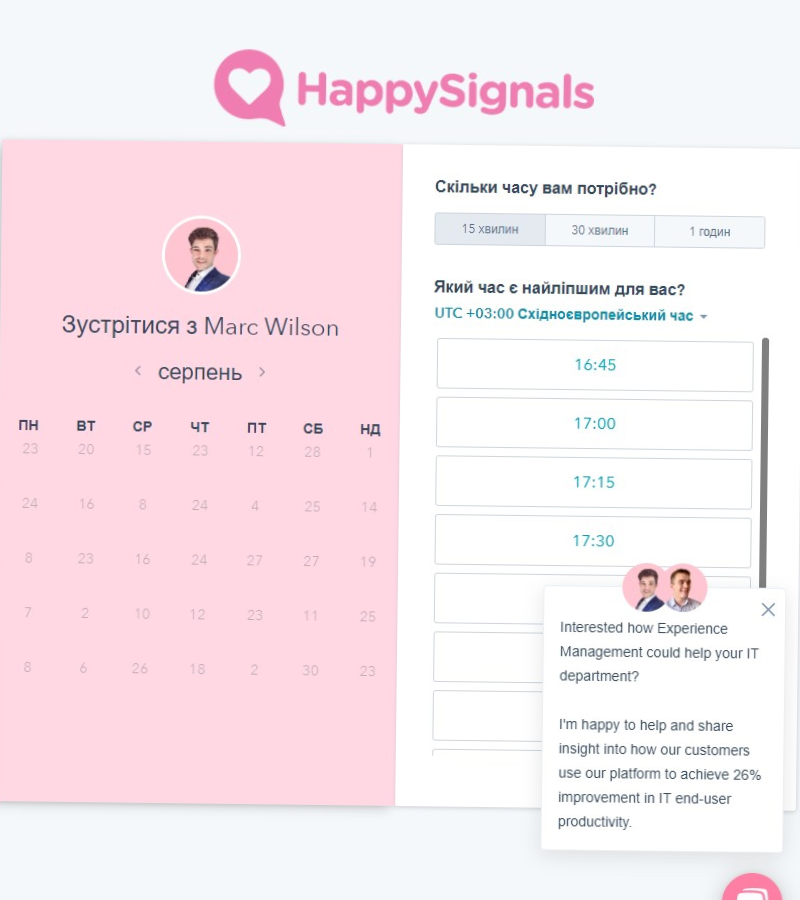 HappySignals
Зустрітися з Marc Wilson
серпень
ПН ВТ СР ЧТ ПТ СБ НД
23 20 15 23 12 28 1
24 16 8 24 4 25 14
8 23 16 24 27 27 19
7 2 10 12 23 11 25
8 6 26 18 2 30 23
Скільки часу вам потрібно?
15 хвилин 30 хвилин 1 годин
Який час є найліпшим для вас?
UTC +03:00 Східноєвропейський час
16:45
17:00
17:15
17:30
Interested how Experience
Management could help your IT
department?
I'm happy to help and share
insight into how our customers
use our platform to achieve 26%
improvement in IT end-user
productivity.